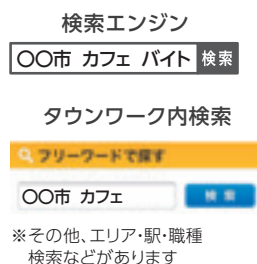 検索エンジン
〇〇市 カフェ バイト 検索
タウンワーク内検索
フリーワードで探す
〇〇市 カフェ 検索
※その他、エリア・駅・職種
検索などがあります